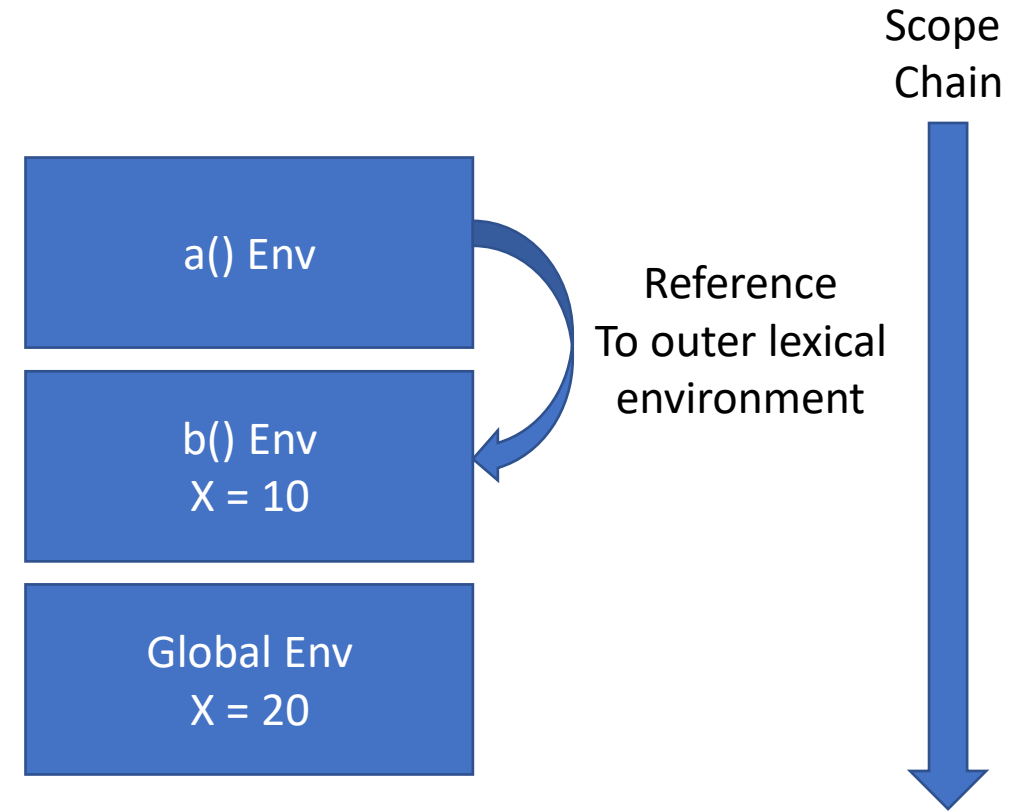 Scope
Chain
a() Env
Reference
To outer lexical
environment
b() Env
X = 10
Global Env
X = 20